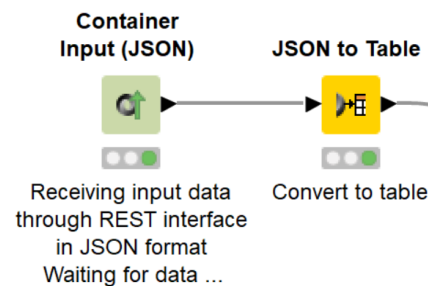 Container
Input (JSON)
JSON to Table
Receiving input data
through REST interface
in JSON format
Waiting for data ...
Convert to table